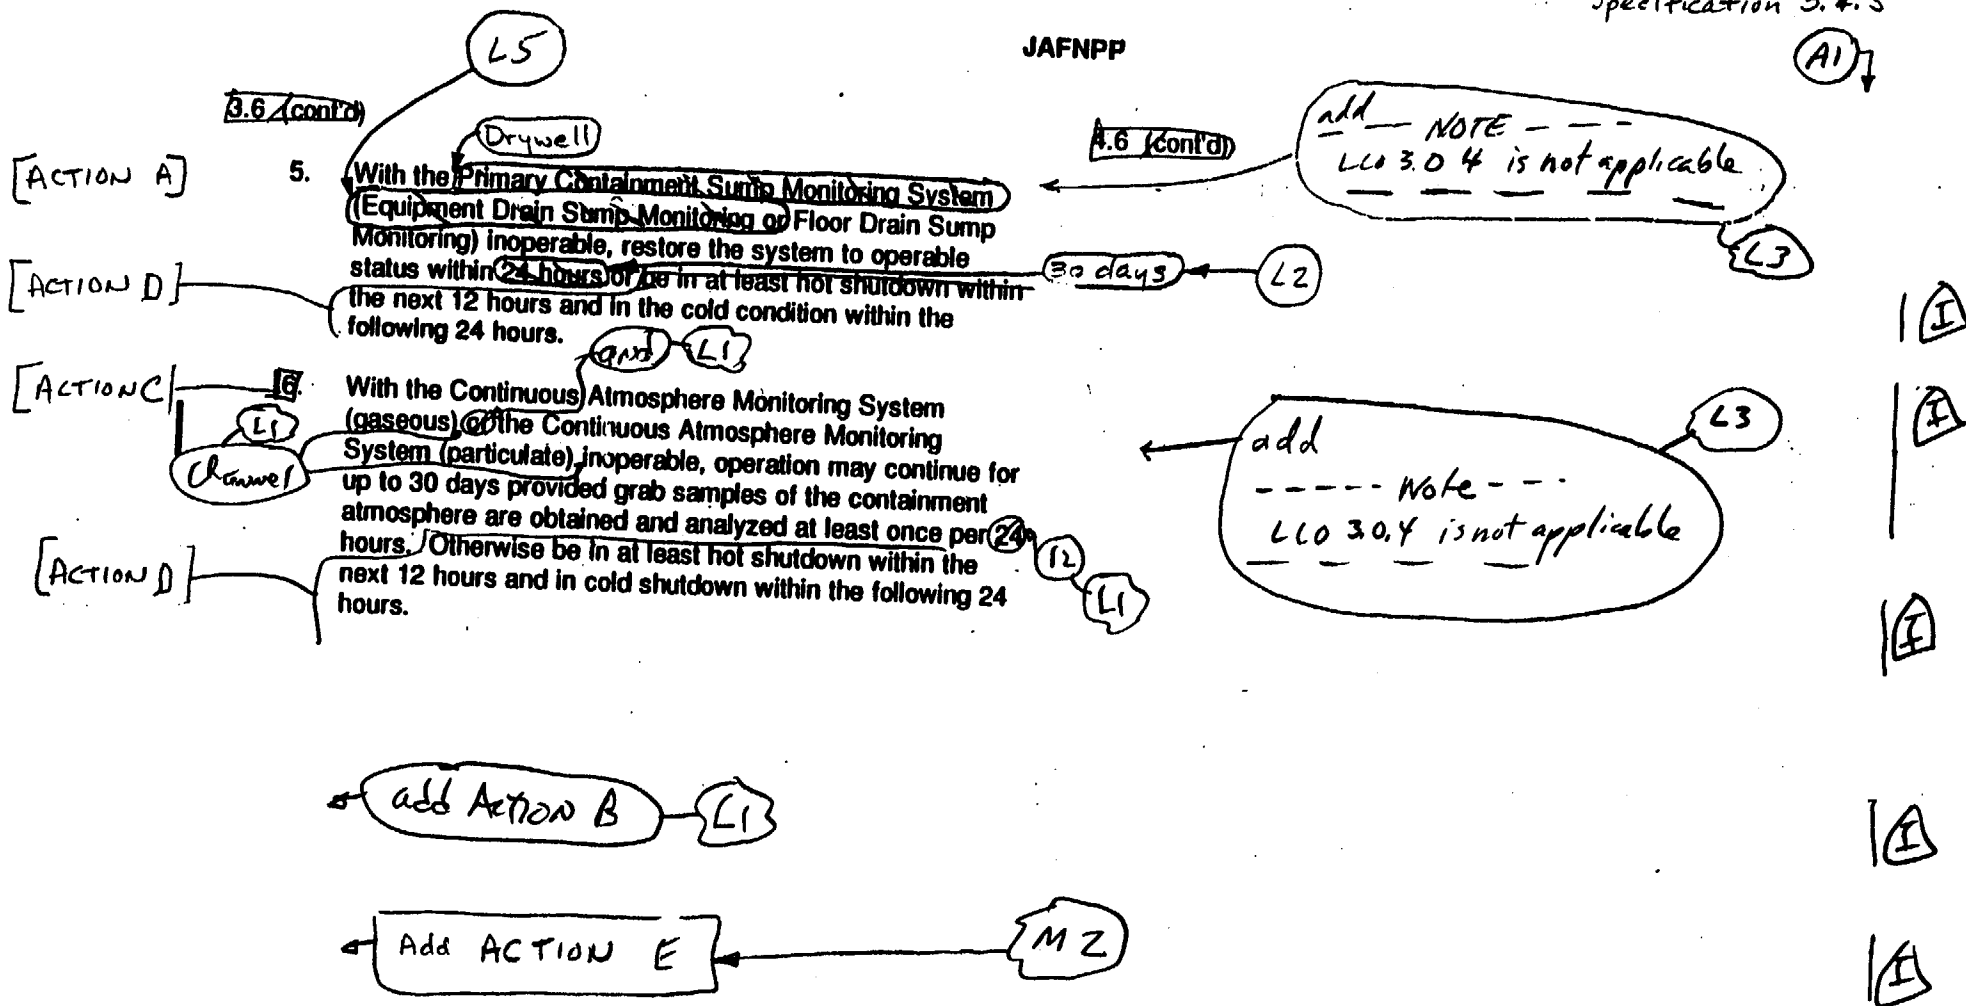 Specification 3.4.5
JAFNPP
L5
A1
3.6 (cont'd)
Drywell
4.6 (cont'd)
add --- NOTE ----
LCO 3.0 4 is not applicable
L3
[ACTION A]
5. With the Primary Containment Sump Monitoring System
(Equipment Drain Sump Monitoring or Floor Drain Sump
Monitoring) inoperable, restore the system to operable
status within 24 hours or be in at least hot shutdown within
the next 12 hours and in the cold condition within the
following 24 hours.
30 days
L2
[ACTION D]
I
and
L1
[ACTION C]
6. With the Continuous Atmosphere Monitoring System
(gaseous) or the Continuous Atmosphere Monitoring
System (particulate) inoperable, operation may continue for
up to 30 days provided grab samples of the containment
atmosphere are obtained and analyzed at least once per 24
hours. Otherwise be in at least hot shutdown within the
next 12 hours and in cold shutdown within the following 24
hours.
L1
Channel
12
L1
[ACTION D]
add
----- Note ---
LCO 3.0.4 is not applicable
L3
I
I
add Action B
L1
I
Add ACTION E
M2
I